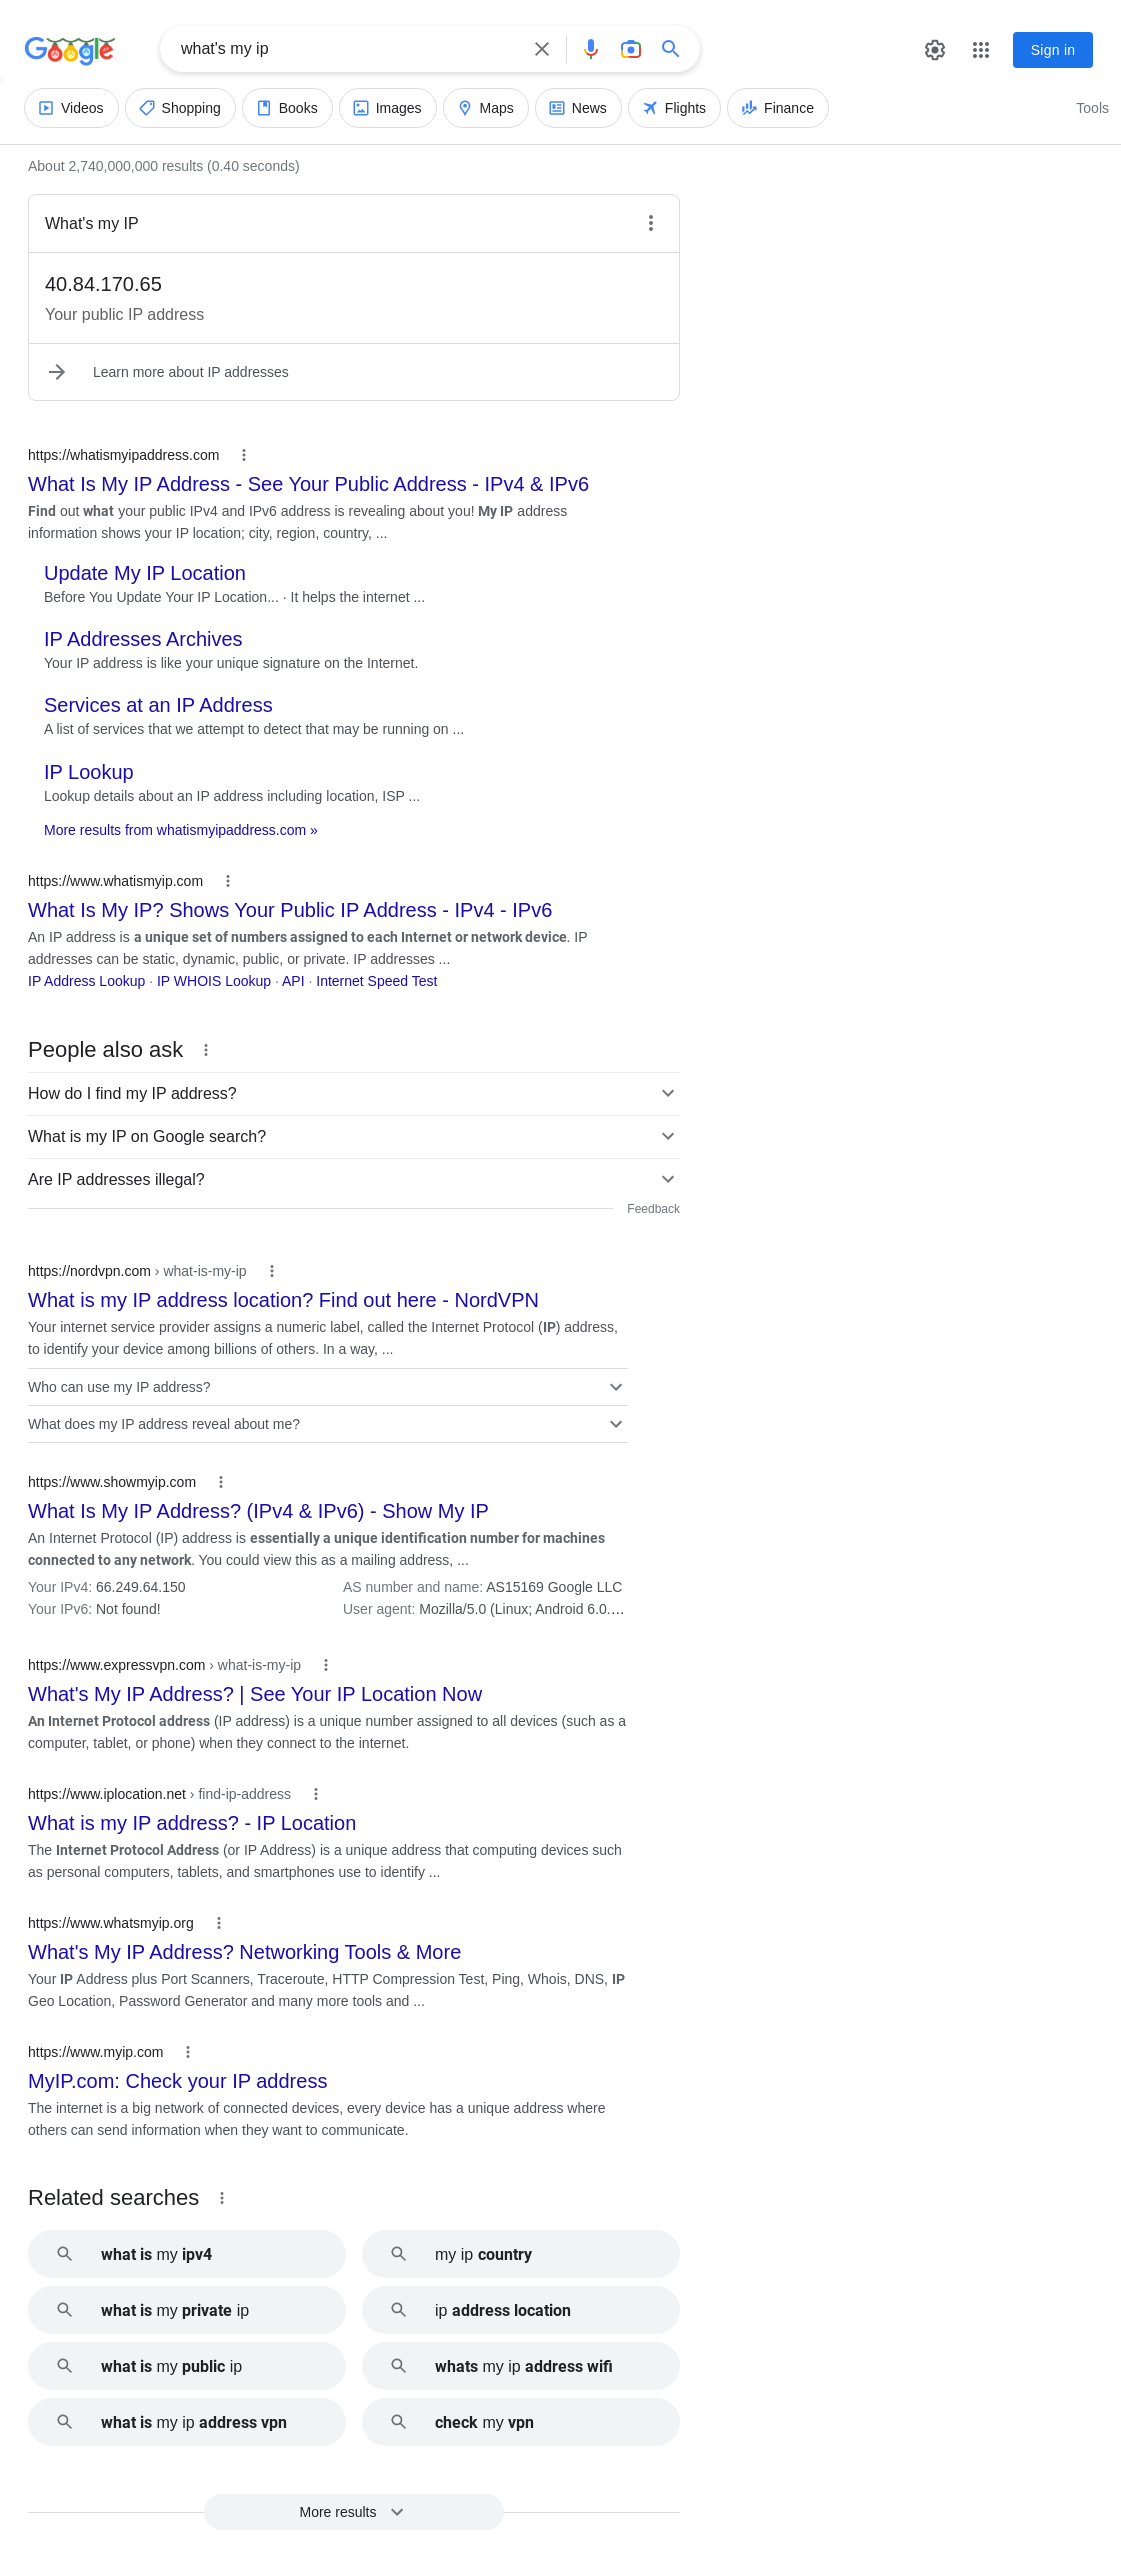 Google
what's my ip
Sign in
Videos
Shopping
Books
Images
Maps
News
Flights
Finance
Tools
About 2,740,000,000 results (0.40 seconds)
What's my IP
40.84.170.65
Your public IP address
Learn more about IP addresses
https://whatismyipaddress.com
What Is My IP Address - See Your Public Address - IPv4 & IPv6
Find out what your public IPv4 and IPv6 address is revealing about you! My IP address
information shows your IP location; city, region, country, ...
Update My IP Location
Before You Update Your IP Location... · It helps the internet ...
IP Addresses Archives
Your IP address is like your unique signature on the Internet.
Services at an IP Address
A list of services that we attempt to detect that may be running on ...
IP Lookup
Lookup details about an IP address including location, ISP ...
More results from whatismyipaddress.com »
https://www.whatismyip.com
What Is My IP? Shows Your Public IP Address - IPv4 - IPv6
An IP address is a unique set of numbers assigned to each Internet or network device. IP
addresses can be static, dynamic, public, or private. IP addresses ...
IP Address Lookup · IP WHOIS Lookup · API · Internet Speed Test
People also ask
How do I find my IP address?
What is my IP on Google search?
Are IP addresses illegal?
Feedback
https://nordvpn.com › what-is-my-ip
What is my IP address location? Find out here - NordVPN
Your internet service provider assigns a numeric label, called the Internet Protocol (IP) address,
to identify your device among billions of others. In a way, ...
Who can use my IP address?
What does my IP address reveal about me?
https://www.showmyip.com
What Is My IP Address? (IPv4 & IPv6) - Show My IP
An Internet Protocol (IP) address is essentially a unique identification number for machines
connected to any network. You could view this as a mailing address, ...
Your IPv4: 66.249.64.150
AS number and name: AS15169 Google LLC
Your IPv6: Not found!
User agent: Mozilla/5.0 (Linux; Android 6.0....
https://www.expressvpn.com › what-is-my-ip
What's My IP Address? | See Your IP Location Now
An Internet Protocol address (IP address) is a unique number assigned to all devices (such as a
computer, tablet, or phone) when they connect to the internet.
https://www.iplocation.net › find-ip-address
What is my IP address? - IP Location
The Internet Protocol Address (or IP Address) is a unique address that computing devices such
as personal computers, tablets, and smartphones use to identify ...
https://www.whatsmyip.org
What's My IP Address? Networking Tools & More
Your IP Address plus Port Scanners, Traceroute, HTTP Compression Test, Ping, Whois, DNS, IP
Geo Location, Password Generator and many more tools and ...
https://www.myip.com
MyIP.com: Check your IP address
The internet is a big network of connected devices, every device has a unique address where
others can send information when they want to communicate.
Related searches
what is my ipv4
my ip country
what is my private ip
ip address location
what is my public ip
whats my ip address wifi
what is my ip address vpn
check my vpn
More results